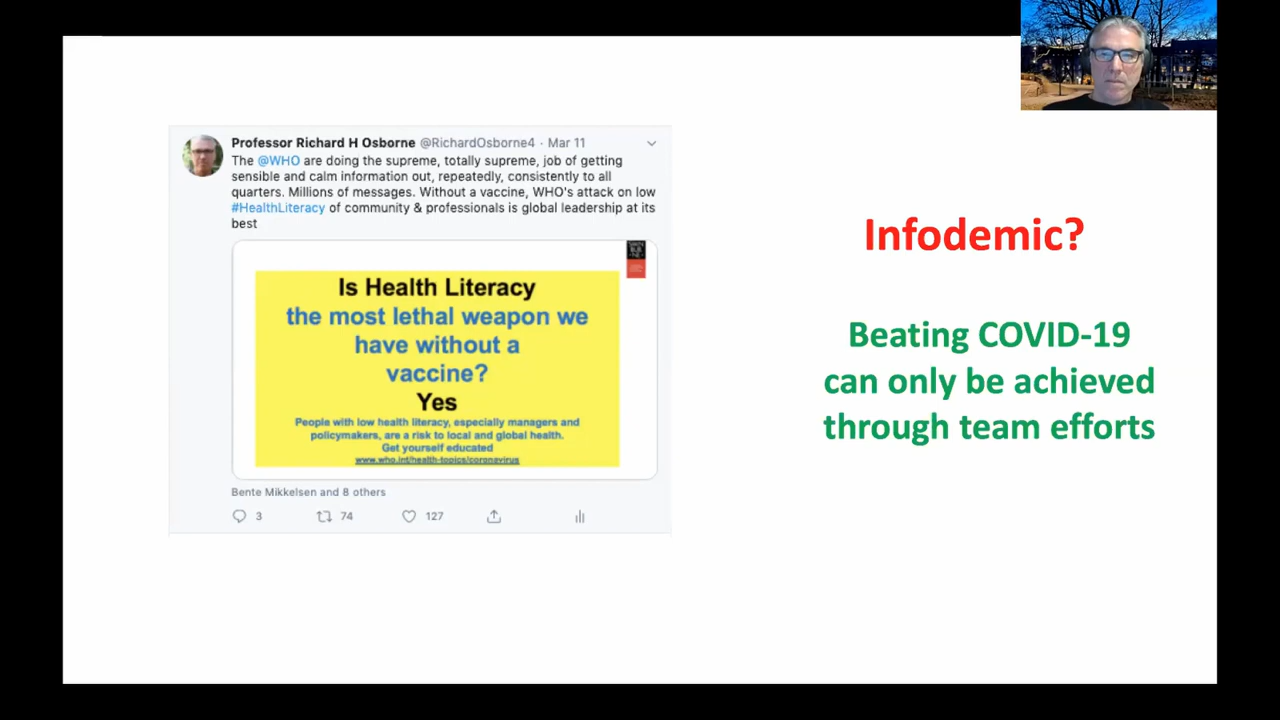 Professor Richard H Osborne @RichardOsborne4 · Mar 11
The @WHO are doing the supreme, totally supreme, job of getting
sensible and calm information out, repeatedly, consistently to all
quarters. Millions of messages. Without a vaccine, WHO's attack on low
#HealthLiteracy of community & professionals is global leadership at its
best
SWIN
BUR
NE
Is Health Literacy
the most lethal weapon we
have without a
vaccine?
Yes
People with low health literacy, especially managers and
policymakers, are a risk to local and global health.
Get yourself educated
www.who.int/health-topics/coronavirus
Bente Mikkelsen and 8 others
3 74 127
Infodemic?
Beating COVID-19
can only be achieved
through team efforts